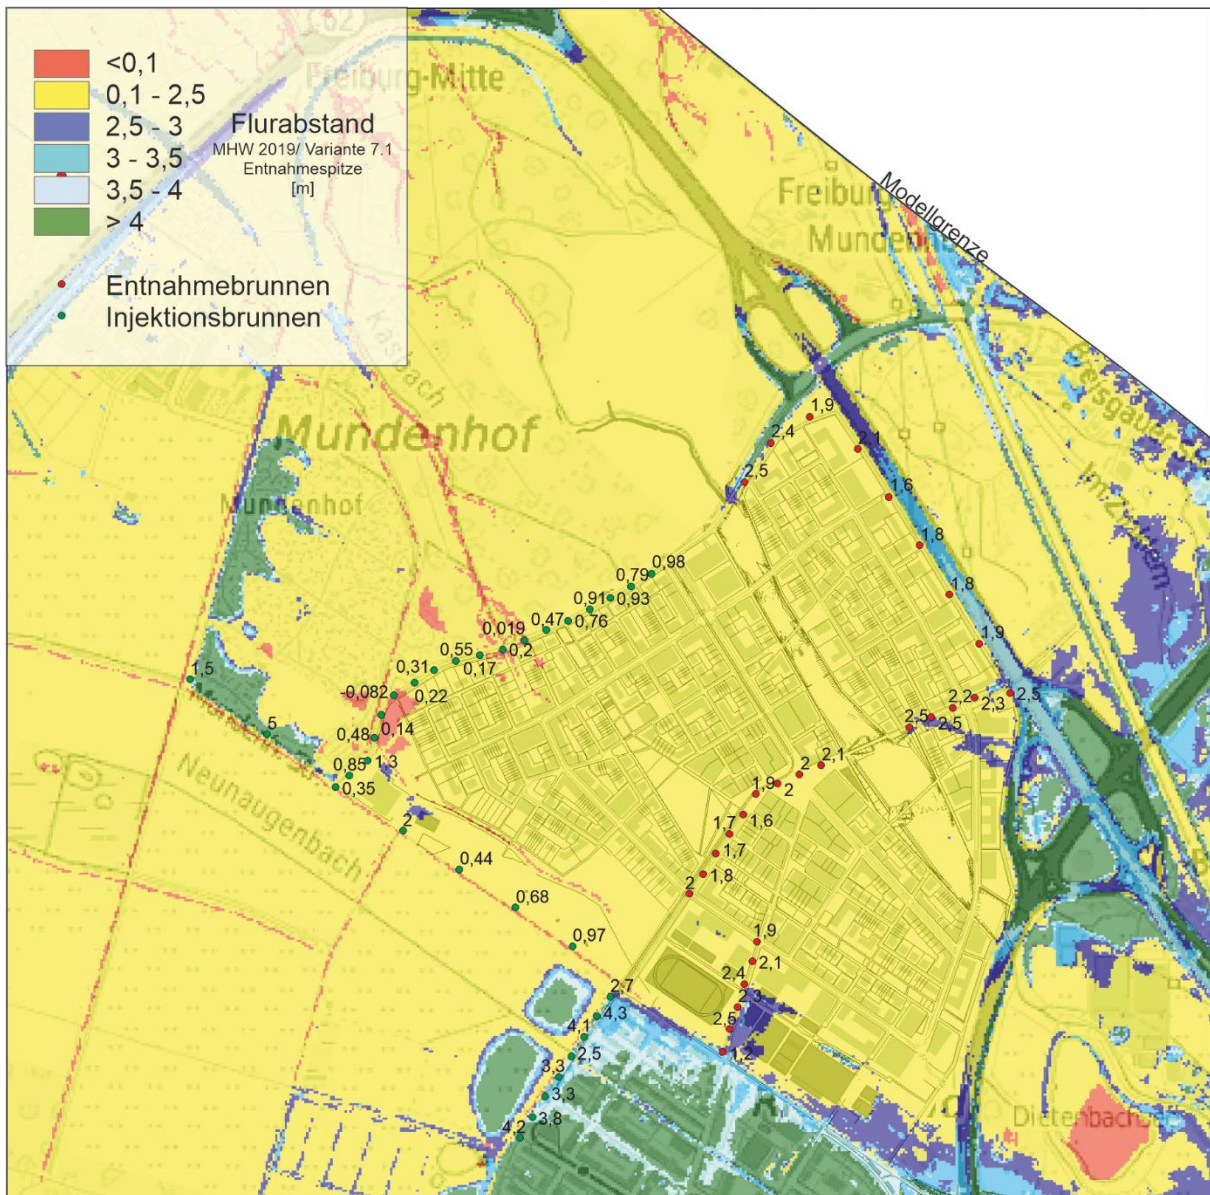 <0,1
0,1 - 2,5
2,5 - 3
3 - 3,5
3,5 - 4
> 4
Flurabstand
MHW 2019/ Variante 7.1
Entnahmespitze
[m]
Entnahmebrunnen
Injektionsbrunnen
Freiburg-Mitte
Freiburg
Mundenh
Modellgrenze
Breisgauer
Im Z
Käs
bach
Mundenhof
Mundenhof
Neunaugenbach
Dietenbachsee
1,9
2,4
2,1
2,5
1,6
1,8
1,8
1,9
2,5
2,3
2,2
2,5
2,5
0,98
0,79
0,93
0,91
0,76
0,47
0,019
0,2
0,55
0,17
0,31
0,22
-0,082
0,14
0,48
1,3
0,85
0,35
1,5
5
2
0,44
0,68
0,97
2,1
2
2
1,9
1,6
1,7
1,7
1,8
2
1,9
2,1
2,4
2,3
2,5
1,2
2,7
4,3
4,1
2,5
3,3
3,3
3,8
4,2